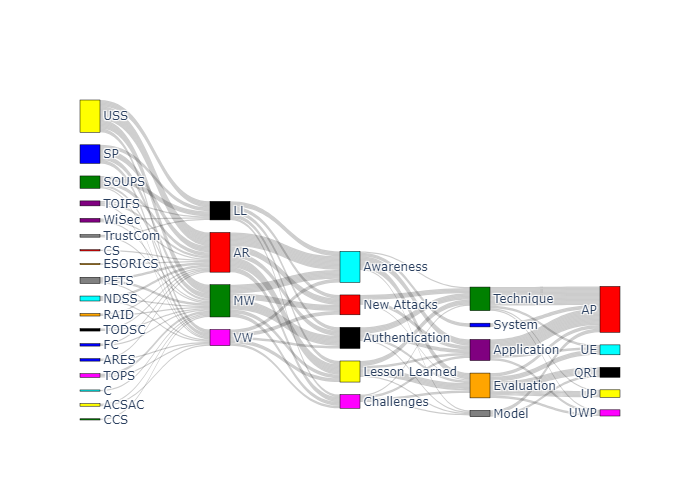 USS
SP
SOUPS
TOIFS
WiSec
TrustCom
CS
ESORICS
PETS
NDSS
RAID
TODSC
FC
ARES
TOPS
C
ACSAC
CCS
LL
AR
MW
VW
Awareness
New Attacks
Authentication
Lesson Learned
Challenges
Technique
System
Application
Evaluation
Model
AP
UE
QRI
UP
UWP